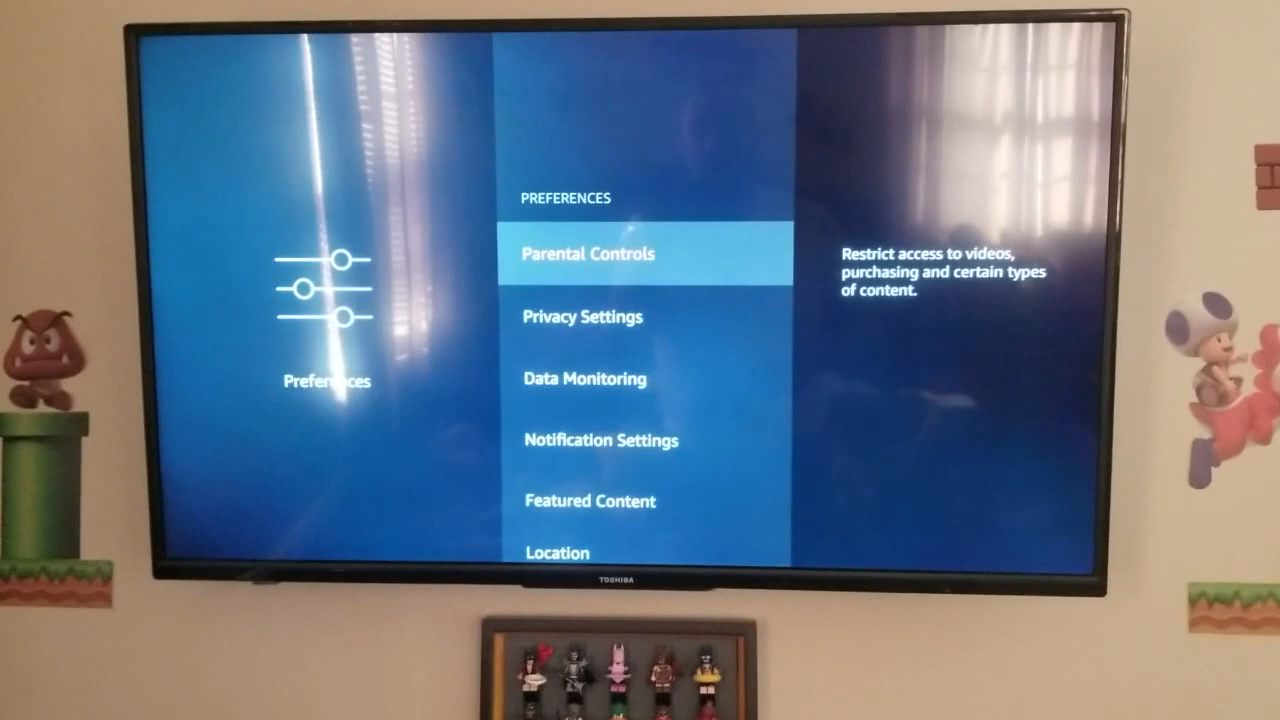 PREFERENCES
Parental Controls
Privacy Settings
Data Monitoring
Notification Settings
Featured Content
Location
Preferences
Restrict access to videos,
purchasing and certain types
of content.
TOSHIBA